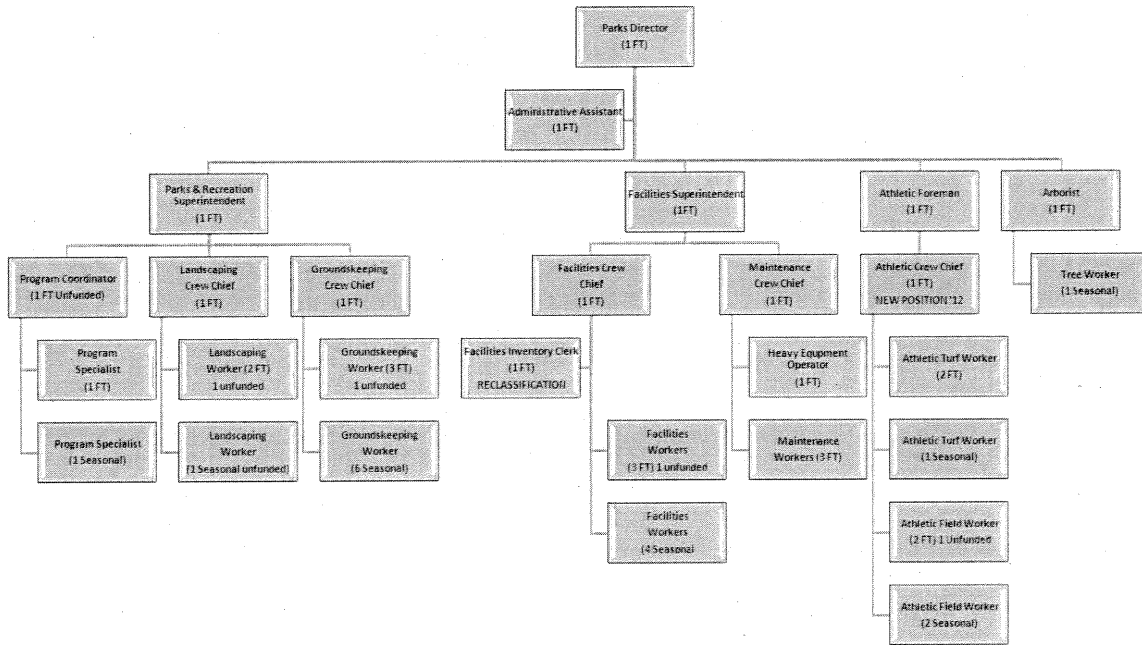 Parks Director
(1 FT)
Administrative Assistant
(1 FT)
Parks & Recreation
Superintendent
(1 FT)
Facilities Superintendent
(1FT)
Athletic Foreman
(1 FT)
Arborist
(1 FT)
Program Coordinator
(1 FT Unfunded)
Landscaping
Crew Chief
(1 FT)
Groundskeeping
Crew Chief
(1 FT)
Facilities Crew
Chief
(1 FT)
Maintenance
Crew Chief
(1 FT)
Athletic Crew Chief
(1 FT)
NEW POSITION '12
Tree Worker
(1 Seasonal)
Program
Specialist
(1 FT)
Landscaping
Worker (2 FT)
1 unfunded
Groundskeeping
Worker (3 FT)
1 unfunded
Facilities Inventory Clerk
(1 FT)
RECLASSIFICATION
Heavy Equpment
Operator
(1 FT)
Athletic Turf Worker
(2 FT)
Program Specialist
(1 Seasonal)
Landscaping
Worker
(1 Seasonal unfunded)
Groundskeeping
Worker
(6 Seasonal)
Facilities
Workers
(3 FT) 1 unfunded
Maintenance
Workers (3 FT)
Athletic Turf Worker
(1 Seasonal)
Facilities
Workers
(4 Seasonal
Athletic Field Worker
(2 FT) 1 Unfunded
Athletic Field Worker
(2 Seasonal)